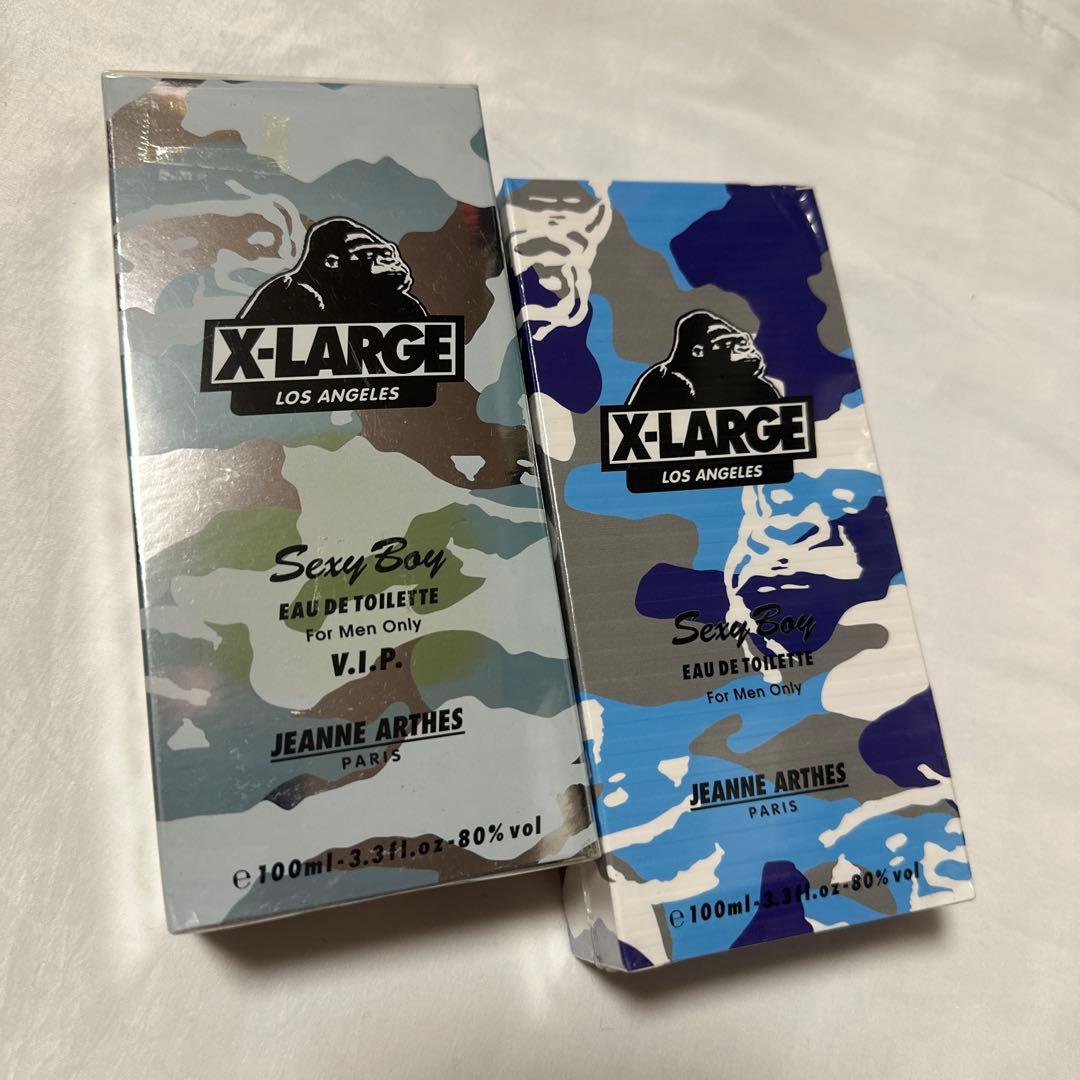 X-LARGE
LOS ANGELES
Sexy Boy
EAU DE TOILETTE
For Men Only
V.I.P.
JEANNE ARTHES
PARIS
e 100ml-3.3fl.oz-80% vol
X-LARGE
LOS ANGELES
Sexy Boy
EAU DE TOILETTE
For Men Only
JEANNE ARTHES
PARIS
e 100ml-3.3fl.oz-80% vol